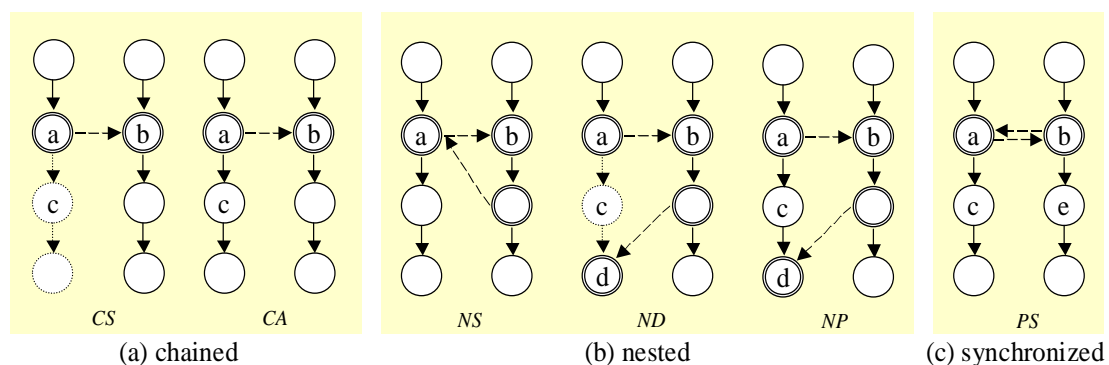 a b a b a b a b a b a b
c c c c e
d d
CS CA NS ND NP PS
(a) chained (b) nested (c) synchronized